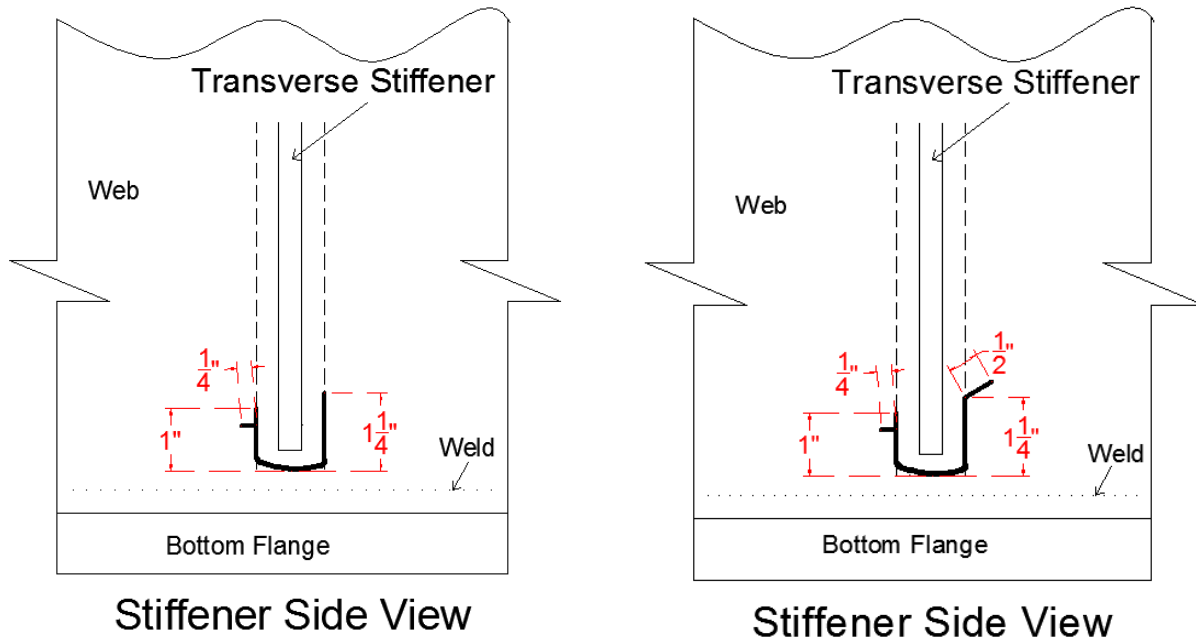 Transverse Stiffener
Web
1/4"
1"
1 1/4"
Weld
Bottom Flange
Stiffener Side View
Transverse Stiffener
Web
1/2"
1/4"
1"
1 1/4"
Weld
Bottom Flange
Stiffener Side View